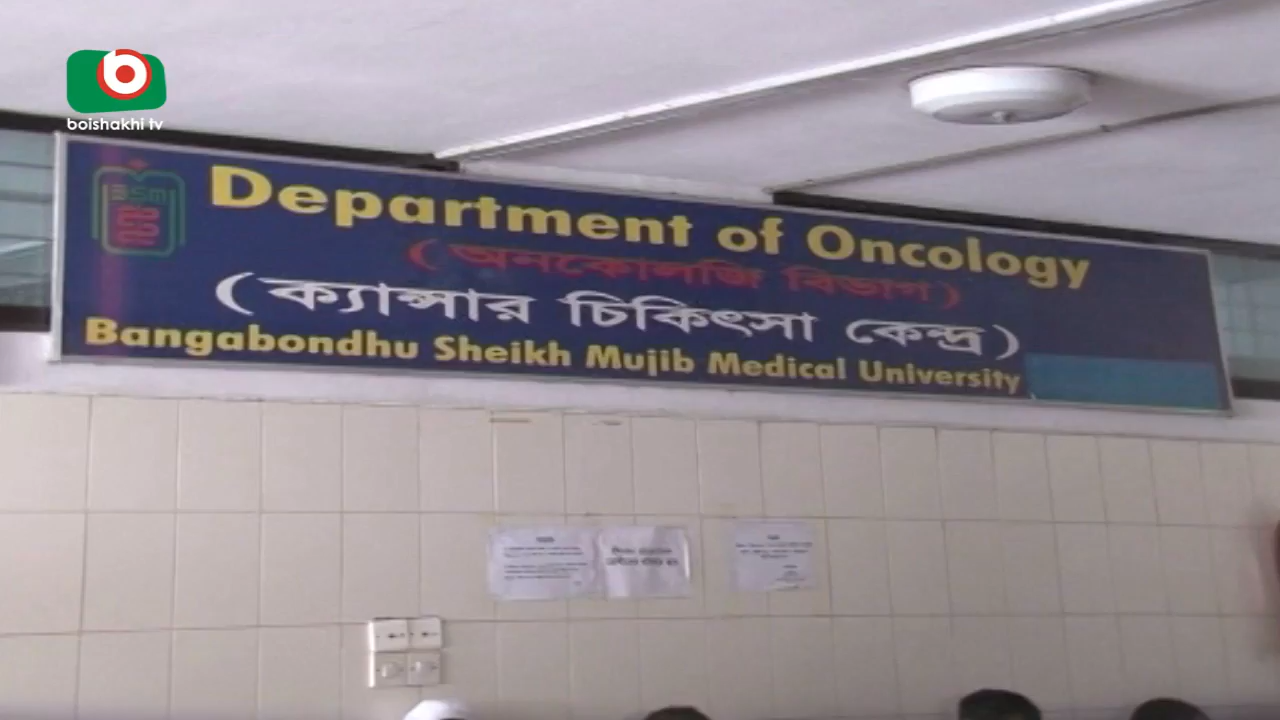 boishakhi tv
Department of Oncology
( অনকোলজি বিভাগ )
( ক্যান্সার চিকিৎসা কেন্দ্র )
Bangabondhu Sheikh Mujib Medical University